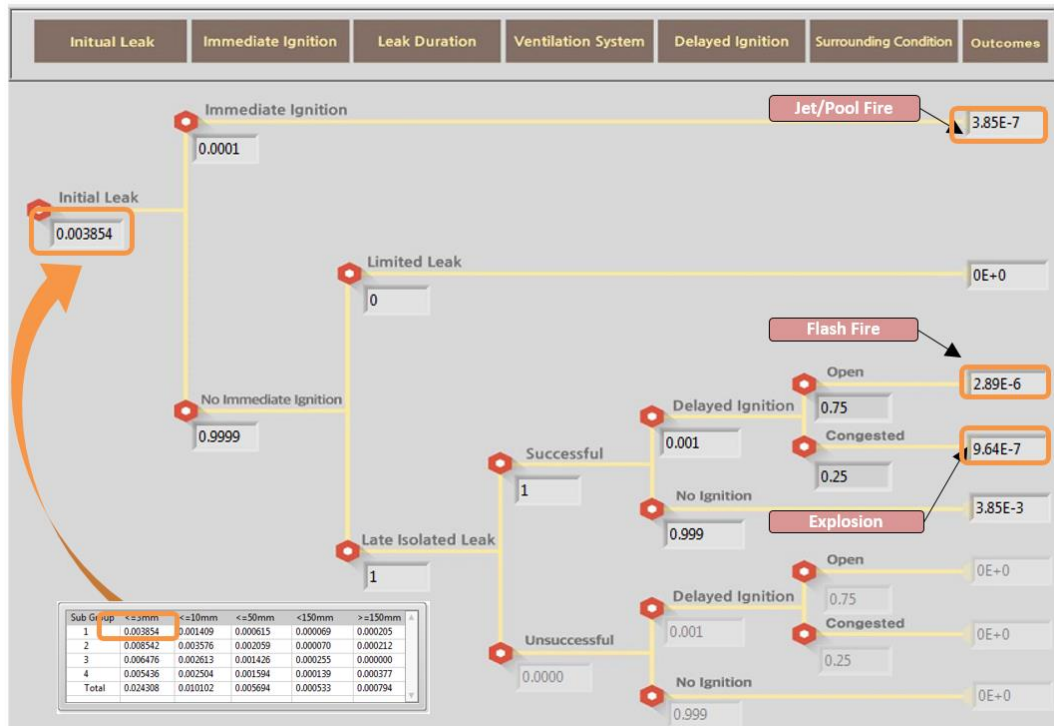 Initual Leak Immediate Ignition Leak Duration Ventilation System Delayed Ignition Surrounding Condition Outcomes
Immediate Ignition
Jet/Pool Fire
3.85E-7
0.0001
Initial Leak
0.003854
Limited Leak
0E+0
0
Flash Fire
Open
2.89E-6
No Immediate Ignition
Delayed Ignition
0.75
0.9999
0.001
Congested
9.64E-7
Successful
0.25
1
No Ignition
3.85E-3
Explosion
0.999
Late Isolated Leak
1
Open
0E+0
Delayed Ignition
0.75
0.001
Congested
0E+0
Unsuccessful
0.25
0.0000
No Ignition
0E+0
0.999
Sub Group <=3mm <=10mm <=50mm <150mm >=150mm
1 0.003854 0.001409 0.000615 0.000069 0.000205
2 0.008542 0.003576 0.002059 0.000070 0.000212
3 0.006476 0.002613 0.001426 0.000255 0.000000
4 0.005436 0.002504 0.001594 0.000139 0.000377
Total 0.024308 0.010102 0.005694 0.000533 0.000794